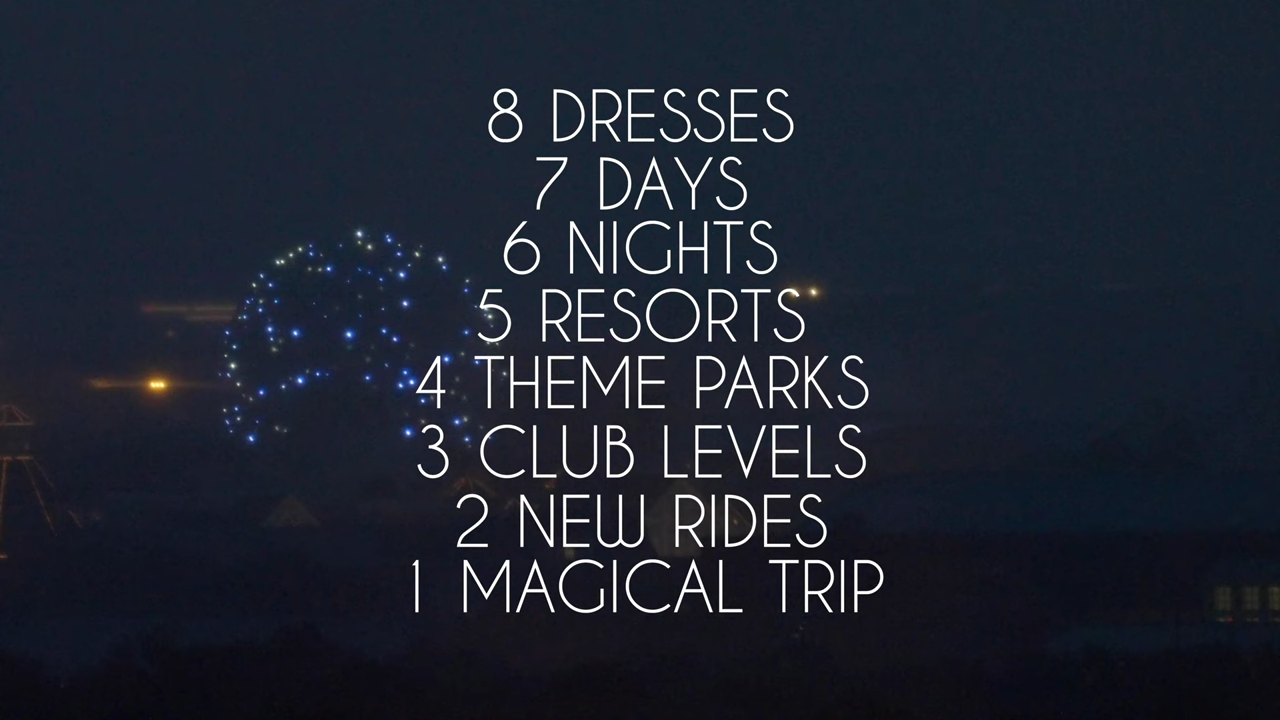 8 DRESSES
7 DAYS
6 NIGHTS
5 RESORTS
4 THEME PARKS
3 CLUB LEVELS
2 NEW RIDES
1 MAGICAL TRIP